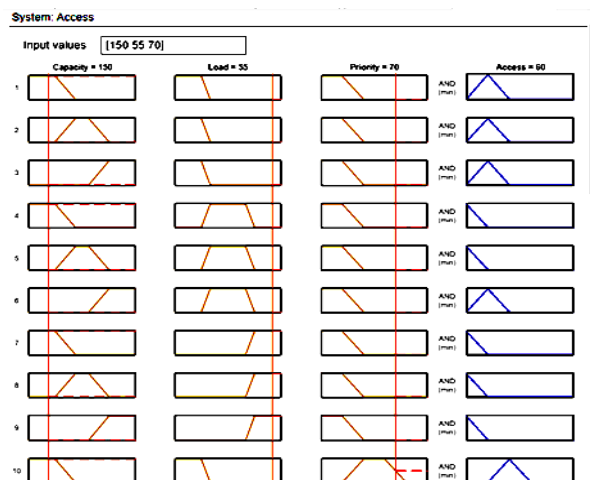 System: Access
Input values [150 55 70]
Capacity = 150 Load = 55 Priority = 70 Access = 60
1 AND (min)
2 AND (min)
3 AND (min)
4 AND (min)
5 AND (min)
6 AND (min)
7 AND (min)
8 AND (min)
9 AND (min)
10 AND (min)